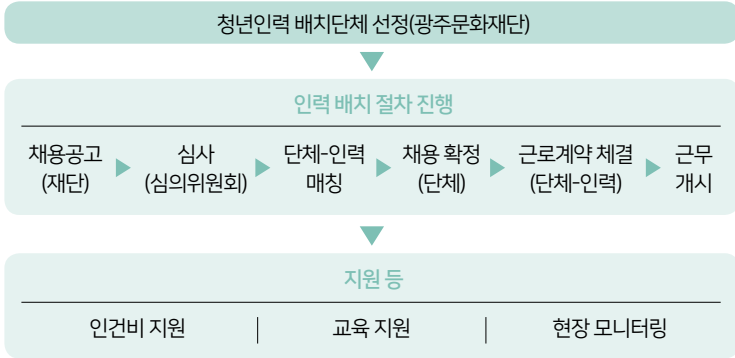 청년인력 배치단체 선정(광주문화재단)
인력 배치 절차 진행
채용공고 심사 단체-인력 채용 확정 근로계약 체결 근무
(재단) (심의위원회) 매칭 (단체) (단체-인력) 개시
지원 등
인건비 지원 교육 지원 현장 모니터링